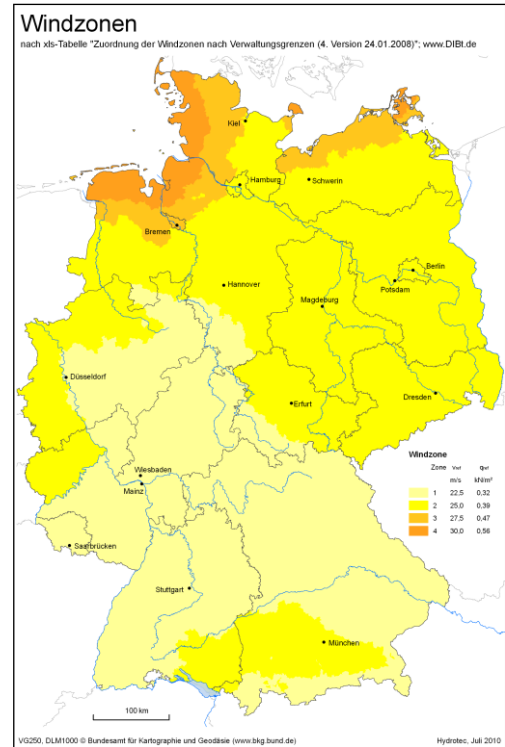 Windzonen
nach xls-Tabelle "Zuordnung der Windzonen nach Verwaltungsgrenzen (4. Version 24.01.2008)"; www.DIBt.de
Kiel
Hamburg
Schwerin
Bremen
Berlin
Potsdam
Hannover
Magdeburg
Düsseldorf
Erfurt
Dresden
Wiesbaden
Mainz
Saarbrücken
Stuttgart
München
Windzone
Zone vref qref
m/s kN/m²
1 22,5 0,32
2 25,0 0,39
3 27,5 0,47
4 30,0 0,56
100 km
VG250, DLM1000 © Bundesamt für Kartographie und Geodäsie (www.bkg.bund.de)
Hydrotec, Juli 2010